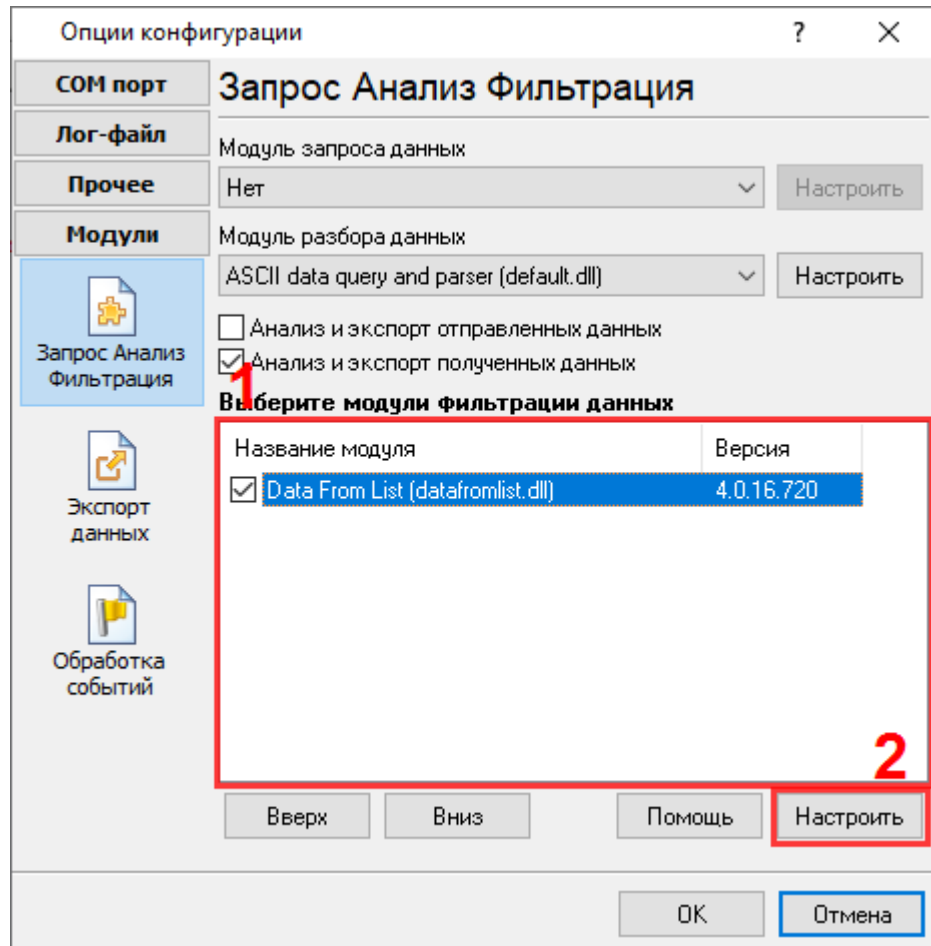 Опции конфигурации
?
COM порт
Лог-файл
Прочее
Модули
Запрос Анализ
Фильтрация
Экспорт
данных
Обработка
событий
Запрос Анализ Фильтрация
Модуль запроса данных
Нет
Настроить
Модуль разбора данных
ASCII data query and parser (default.dll)
Настроить
Анализ и экспорт отправленных данных
Анализ и экспорт полученных данных
1
Выберите модули фильтрации данных
Название модуля Версия
Data From List (datafromlist.dll) 4.0.16.720
2
Вверх Вниз Помощь Настроить
OK Отмена